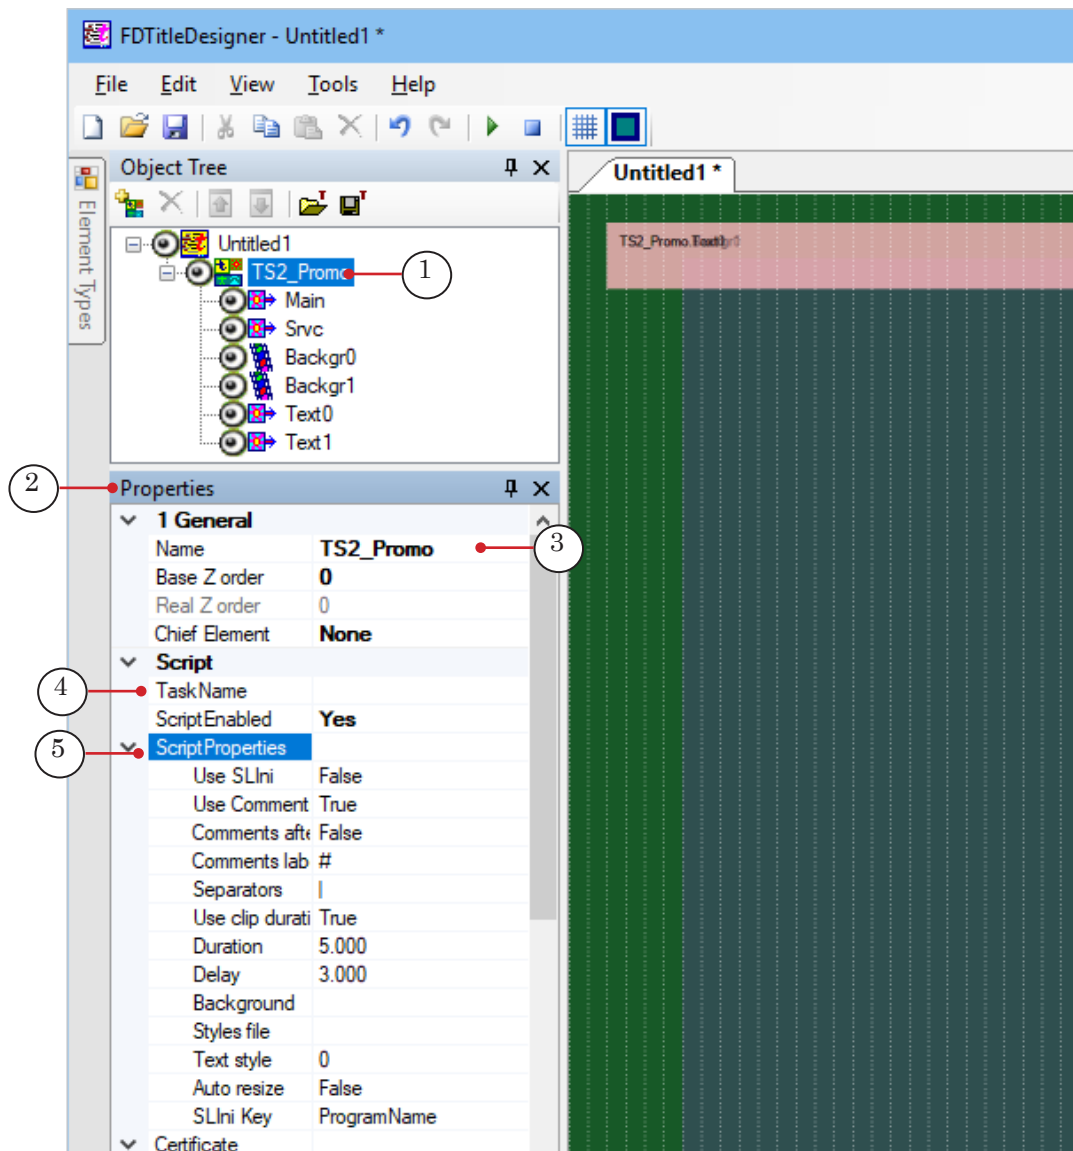 FDTitleDesigner - Untitled1 *
File Edit View Tools Help
Object Tree
Untitled1 *
Element Types
Untitled1
TS2_Promo
1
Main
Srvc
Backgr0
Backgr1
Text0
Text1
TS2_Promo.
2
Properties
1 General
Name TS2_Promo
3
Base Z order 0
Real Z order 0
Chief Element None
Script
4
TaskName
ScriptEnabled Yes
5
ScriptProperties
Use SLIni False
Use Comment True
Comments afte False
Comments lab #
Separators |
Use clip durati True
Duration 5.000
Delay 3.000
Background
Styles file
Text style 0
Auto resize False
SLIni Key ProgramName
Certificate